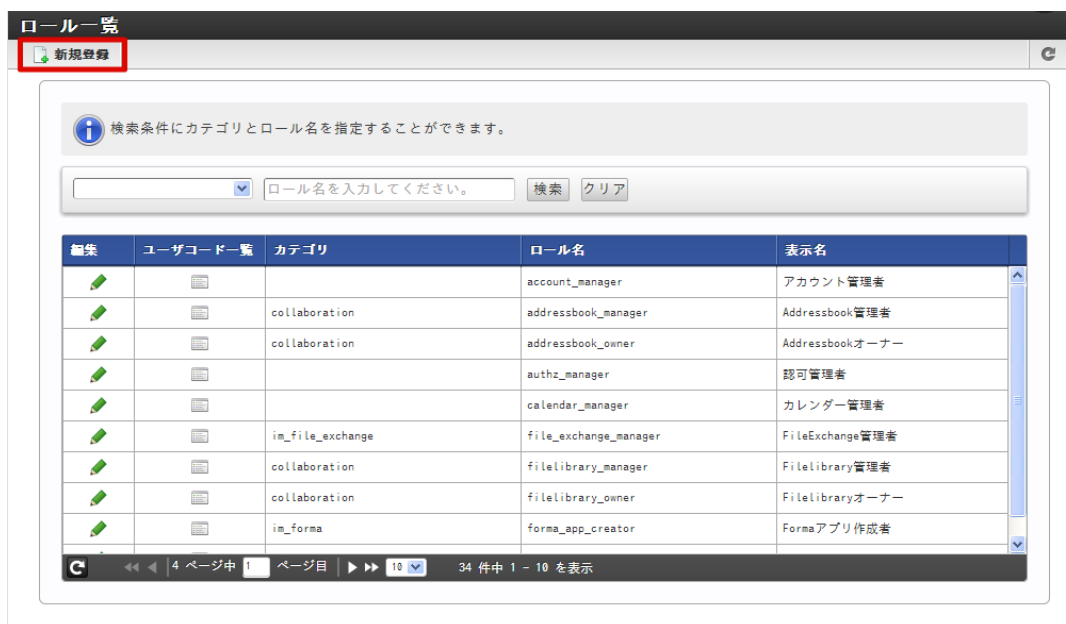 ロール一覧
新規登録
検索条件にカテゴリとロール名を指定することができます。
ロール名を入力してください。 検索 クリア
編集 ユーザコード一覧 カテゴリ ロール名 表示名
account_manager アカウント管理者
collaboration addressbook_manager Addressbook管理者
collaboration addressbook_owner Addressbookオーナー
authz_manager 認可管理者
calendar_manager カレンダー管理者
im_file_exchange file_exchange_manager FileExchange管理者
collaboration filelibrary_manager Filelibrary管理者
collaboration filelibrary_owner Filelibraryオーナー
im_forma forma_app_creator Formaアプリ作成者
4 ページ中 1 ページ目 10 34 件中 1 - 10 を表示